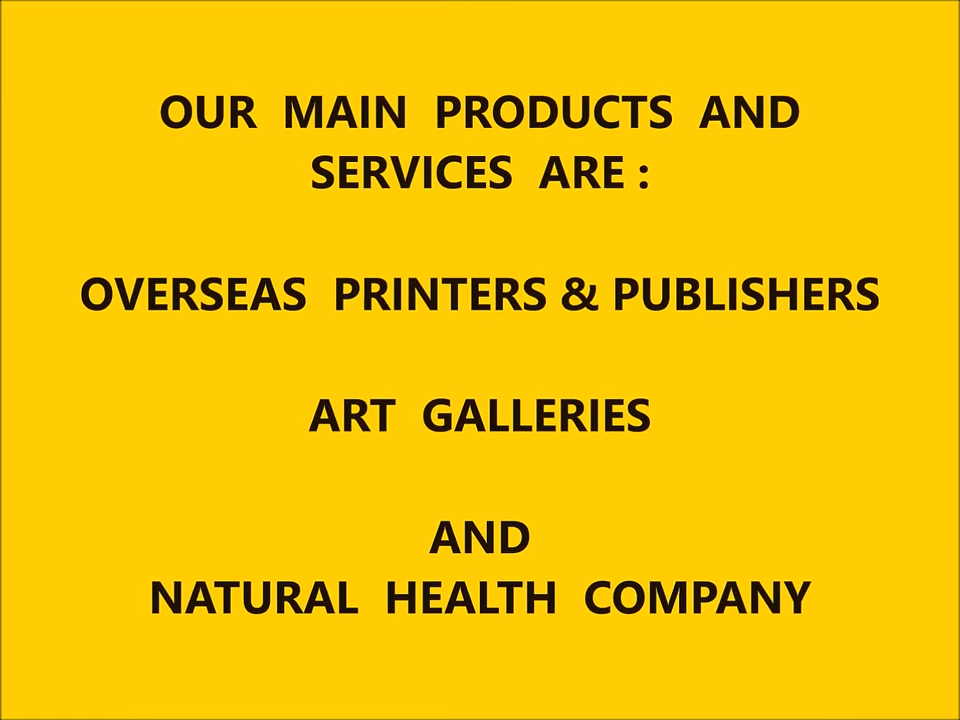 OUR MAIN PRODUCTS AND
SERVICES ARE :
OVERSEAS PRINTERS & PUBLISHERS
ART GALLERIES
AND
NATURAL HEALTH COMPANY